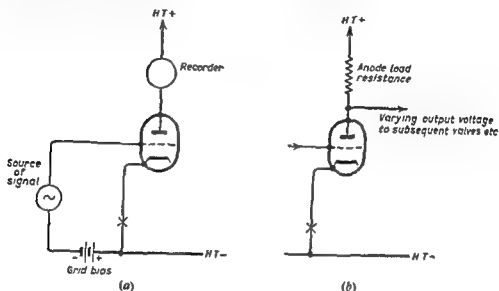 HT+
Recorder
Source
of
signal
~
- +
Grid bias
HT-
(a)
HT+
Anode load
resistance
Varying output voltage
to subsequent valves etc
HT-
(b)